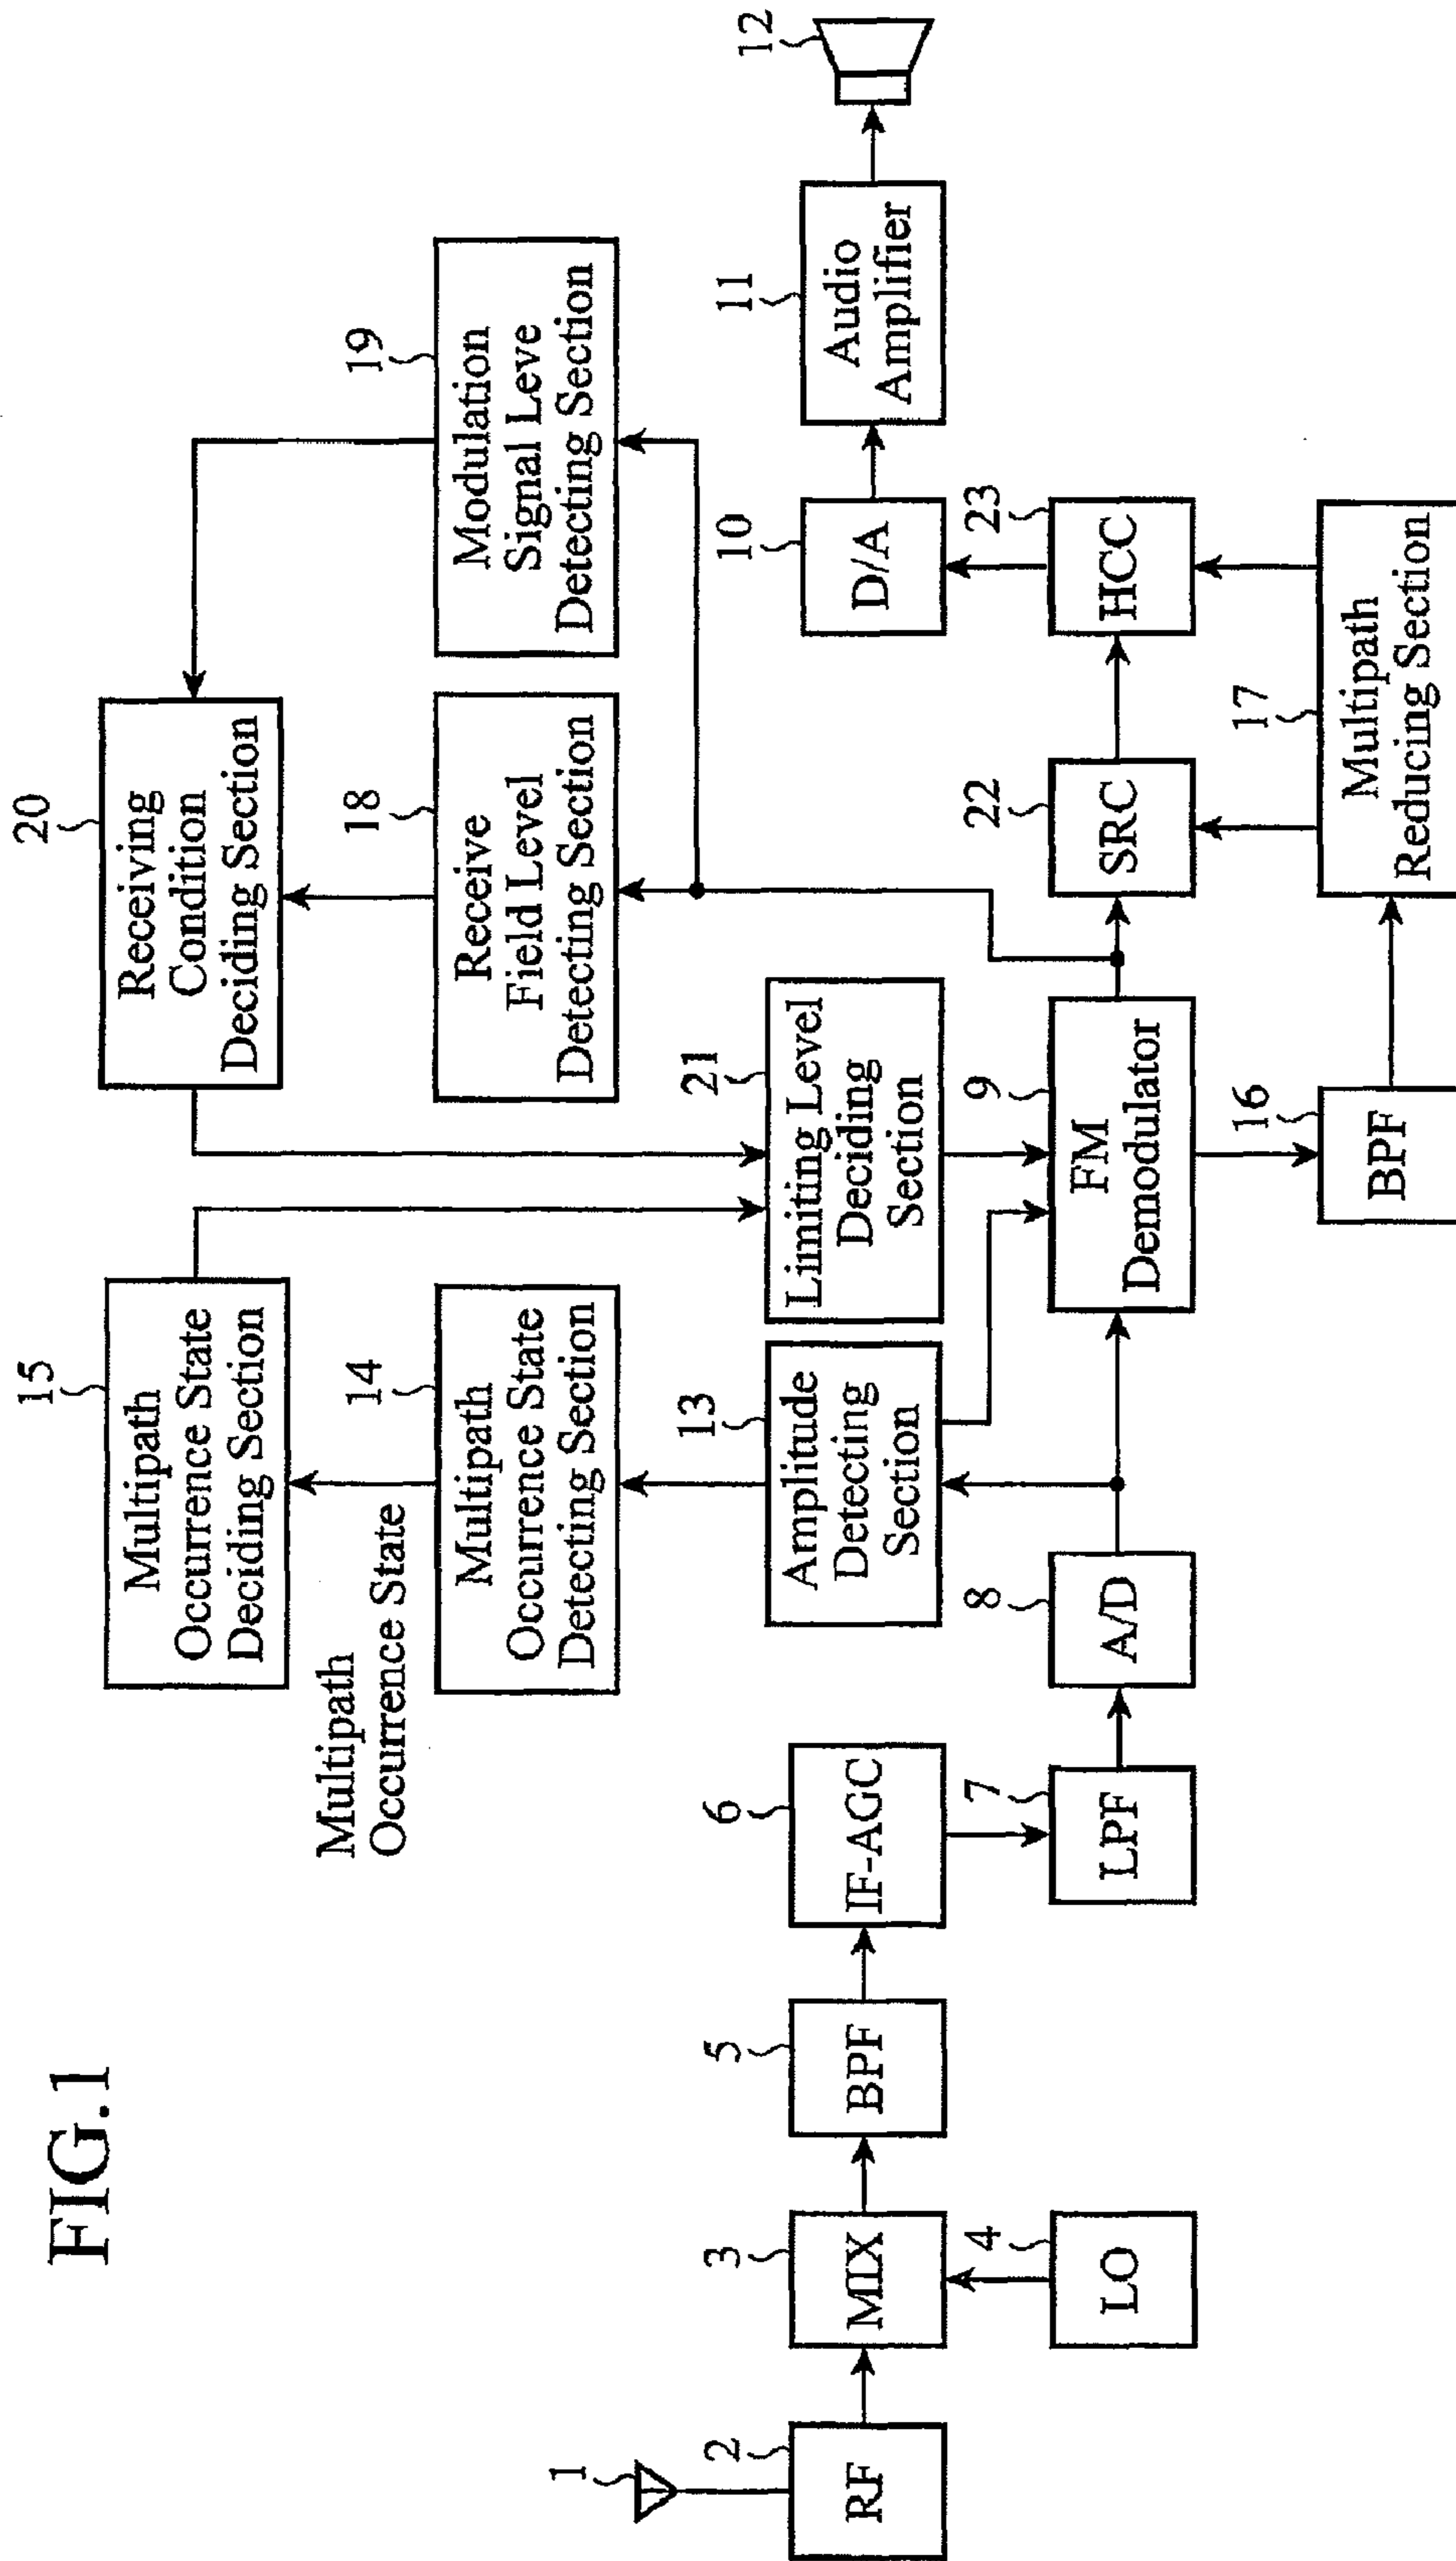 FIG.1
15
Multipath
Occurrence State
Deciding Section
20
Receiving
Condition
Deciding Section
Multipath
Occurrence State
14
Multipath
Occurrence State
Detecting Section
18
Receive
Field Level
Detecting Section
19
Modulation
Signal Leve
Detecting Section
1
2
RF
3
MIX
4
LO
5
BPF
6
IF-AGC
7
LPF
8
A/D
13
Amplitude
Detecting
Section
21
Limiting Level
Deciding
Section
9
FM
Demodulator
16
BPF
17
Multipath
Reducing Section
22
SRC
23
HCC
10
D/A
11
Audio
Amplifier
12